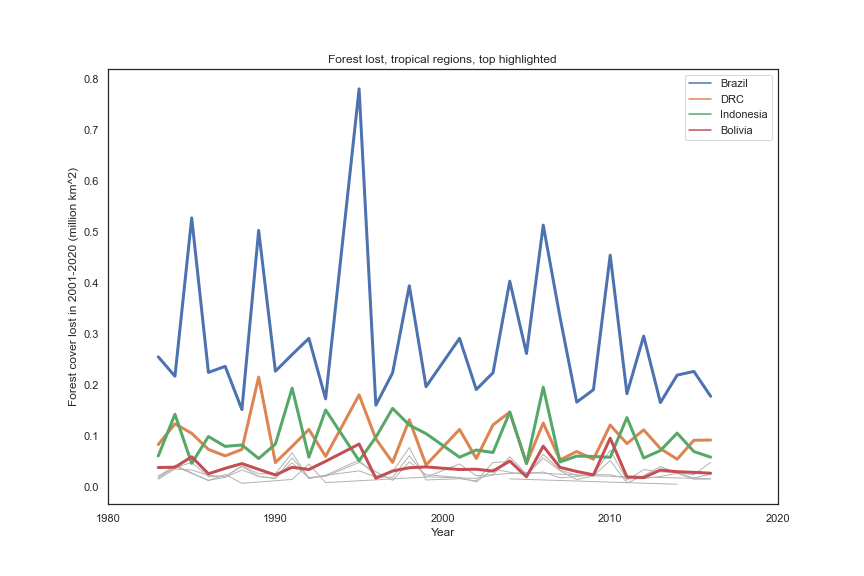 Forest lost, tropical regions, top highlighted
Brazil
DRC
Indonesia
Bolivia
Forest cover lost in 2001-2020 (million km^2)
0.8
0.7
0.6
0.5
0.4
0.3
0.2
0.1
0.0
1980
1990
2000
2010
2020
Year